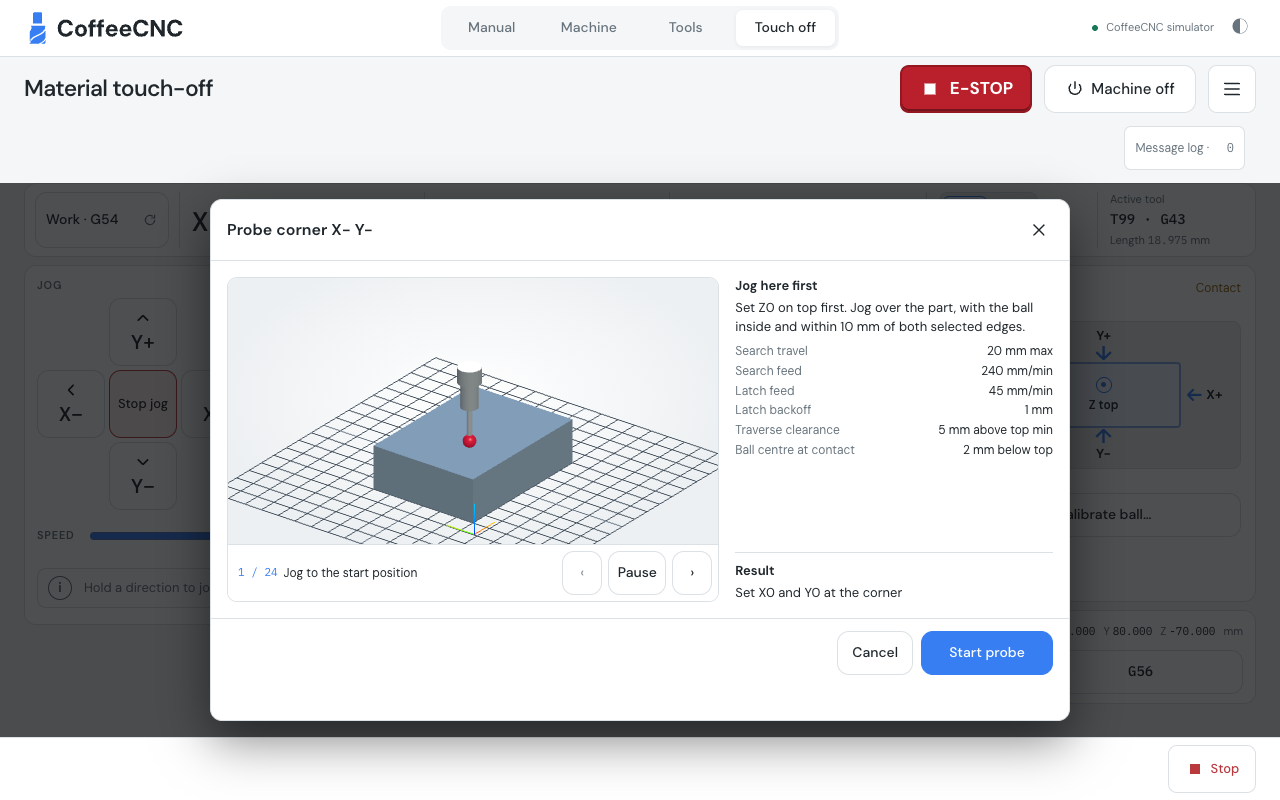 CoffeeCNC
Manual
Machine
Tools
Touch off
CoffeeCNC simulator
Material touch-off
E-STOP
Machine off
Message log · 0
Work · G54
X
Active tool
T99 · G43
Length 18.975 mm
JOG
Y+
X−
Stop jog
Y−
SPEED
Hold a direction to jo
Contact
Y+
X+
Z top
Y−
alibrate ball...
.000 Y 80.000 Z -70.000 mm
G56
Probe corner X− Y−
Jog here first
Set Z0 on top first. Jog over the part, with the ball
inside and within 10 mm of both selected edges.
Search travel 20 mm max
Search feed 240 mm/min
Latch feed 45 mm/min
Latch backoff 1 mm
Traverse clearance 5 mm above top min
Ball centre at contact 2 mm below top
1 / 24 Jog to the start position
‹
Pause
›
Result
Set X0 and Y0 at the corner
Cancel
Start probe
Stop